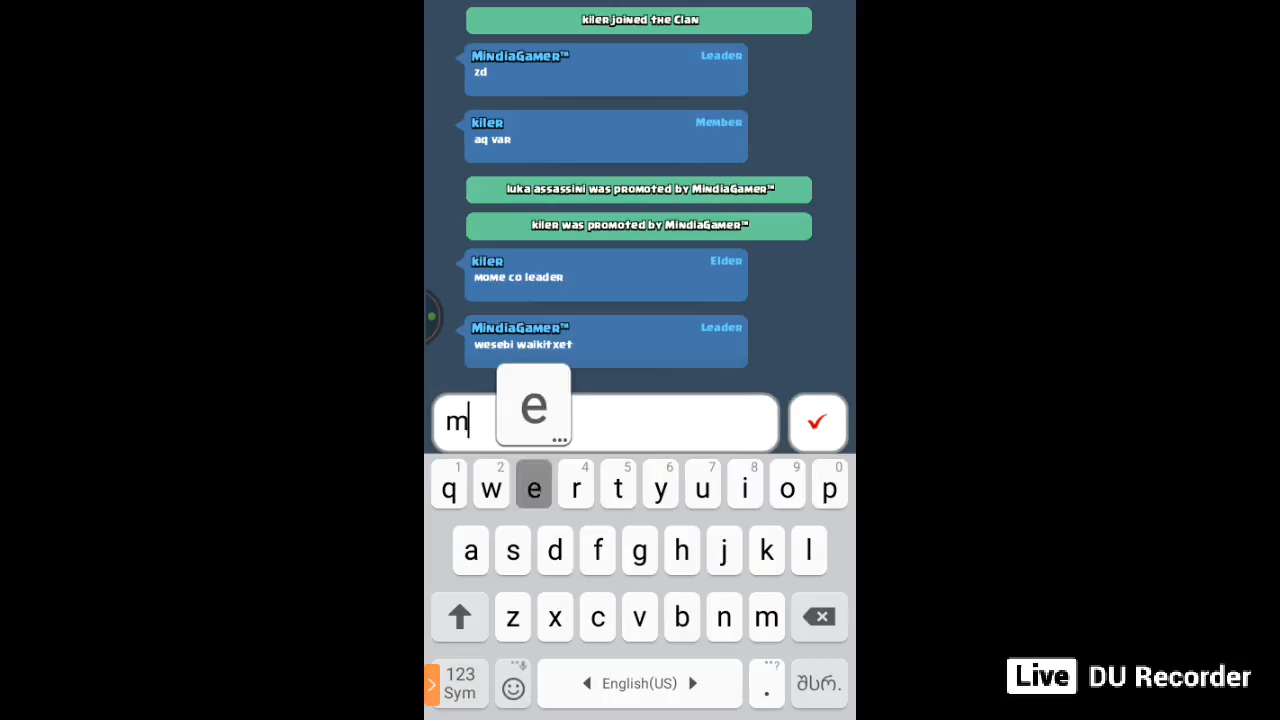 kiler joined the Clan
MindiaGamer™ Leader
zd
kiler Member
aq var
luka assassini was promoted by MindiaGamer™
kiler was promoted by MindiaGamer™
kiler Elder
mome co leader
MindiaGamer™ Leader
wesebi waikitxet
m
e
1 2 4 5 6 7 8 9 0
q w e r t y u i o p
a s d f g h j k l
z x c v b n m
123
Sym
English(US)
. შსრ.
Live DU Recorder